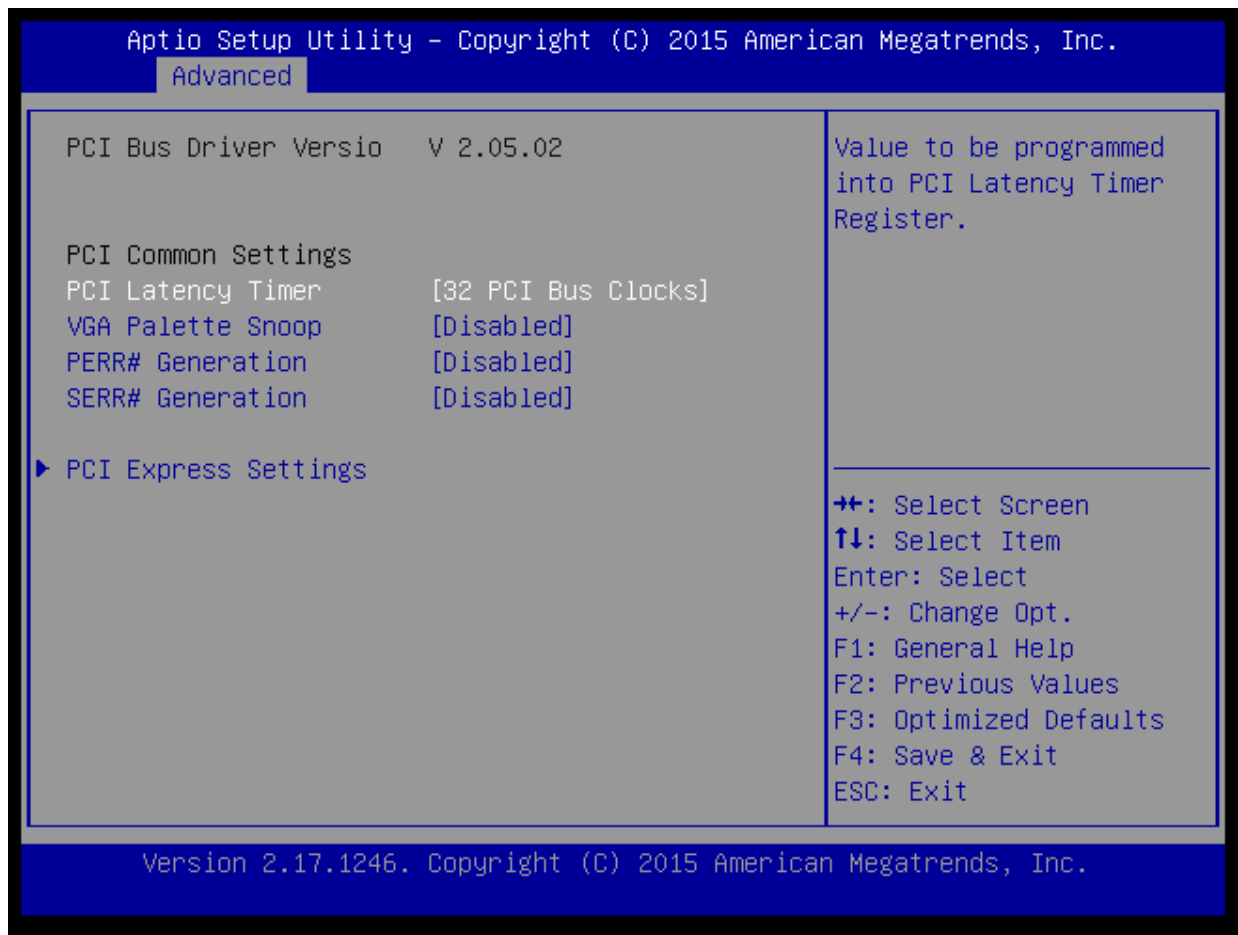 Aptio Setup Utility – Copyright (C) 2015 American Megatrends, Inc.
Advanced
PCI Bus Driver Versio V 2.05.02
PCI Common Settings
PCI Latency Timer [32 PCI Bus Clocks]
VGA Palette Snoop [Disabled]
PERR# Generation [Disabled]
SERR# Generation [Disabled]
PCI Express Settings
Value to be programmed
into PCI Latency Timer
Register.
→←: Select Screen
↑↓: Select Item
Enter: Select
+/-: Change Opt.
F1: General Help
F2: Previous Values
F3: Optimized Defaults
F4: Save & Exit
ESC: Exit
Version 2.17.1246. Copyright (C) 2015 American Megatrends, Inc.